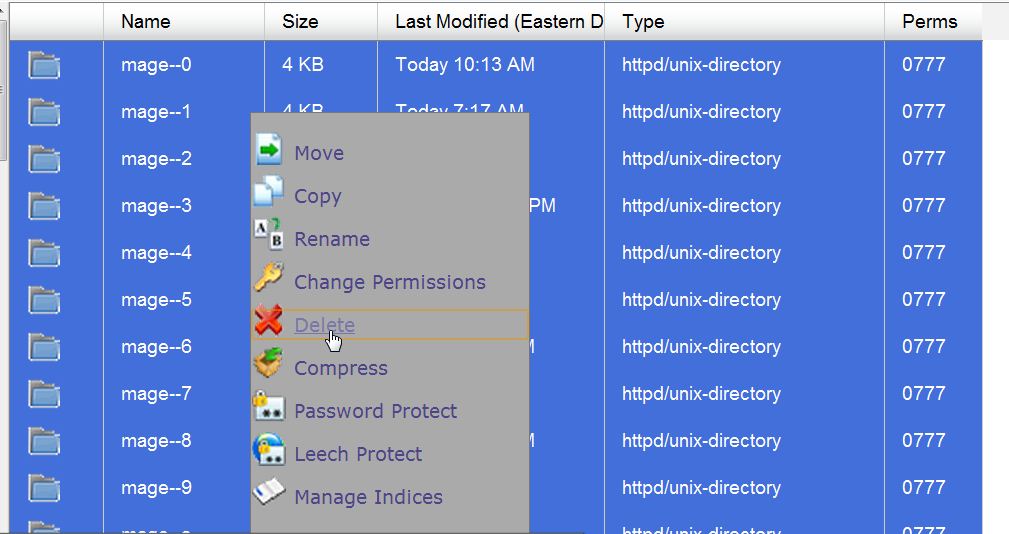 Name Size Last Modified (Eastern D Type Perms
mage--0 4 KB Today 10:13 AM httpd/unix-directory 0777
mage--1 4 KB Today 7:17 AM httpd/unix-directory 0777
mage--2 httpd/unix-directory 0777
Move
mage--3 PM httpd/unix-directory 0777
Copy
Rename
mage--4 httpd/unix-directory 0777
Change Permissions
mage--5 httpd/unix-directory 0777
Delete
mage--6 M httpd/unix-directory 0777
Compress
mage--7 httpd/unix-directory 0777
Password Protect
mage--8 M httpd/unix-directory 0777
Leech Protect
mage--9 httpd/unix-directory 0777
Manage Indices
httpd/unix-directory 0777